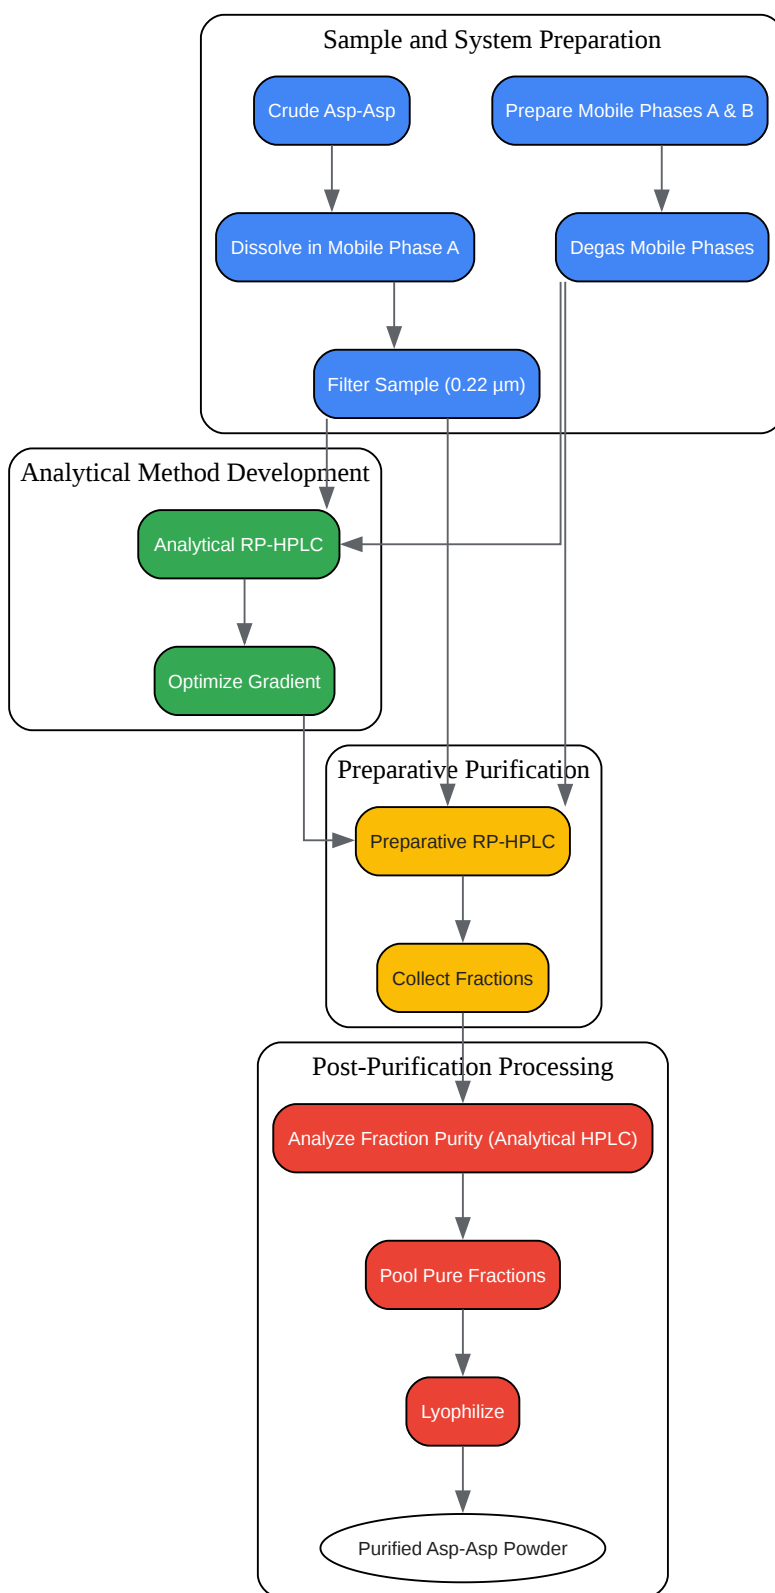 Sample and System Preparation
Crude Asp-Asp
Prepare Mobile Phases A & B
Dissolve in Mobile Phase A
Degas Mobile Phases
Filter Sample (0.22 µm)
Analytical Method Development
Analytical RP-HPLC
Optimize Gradient
Preparative Purification
Preparative RP-HPLC
Collect Fractions
Post-Purification Processing
Analyze Fraction Purity (Analytical HPLC)
Pool Pure Fractions
Lyophilize
Purified Asp-Asp Powder